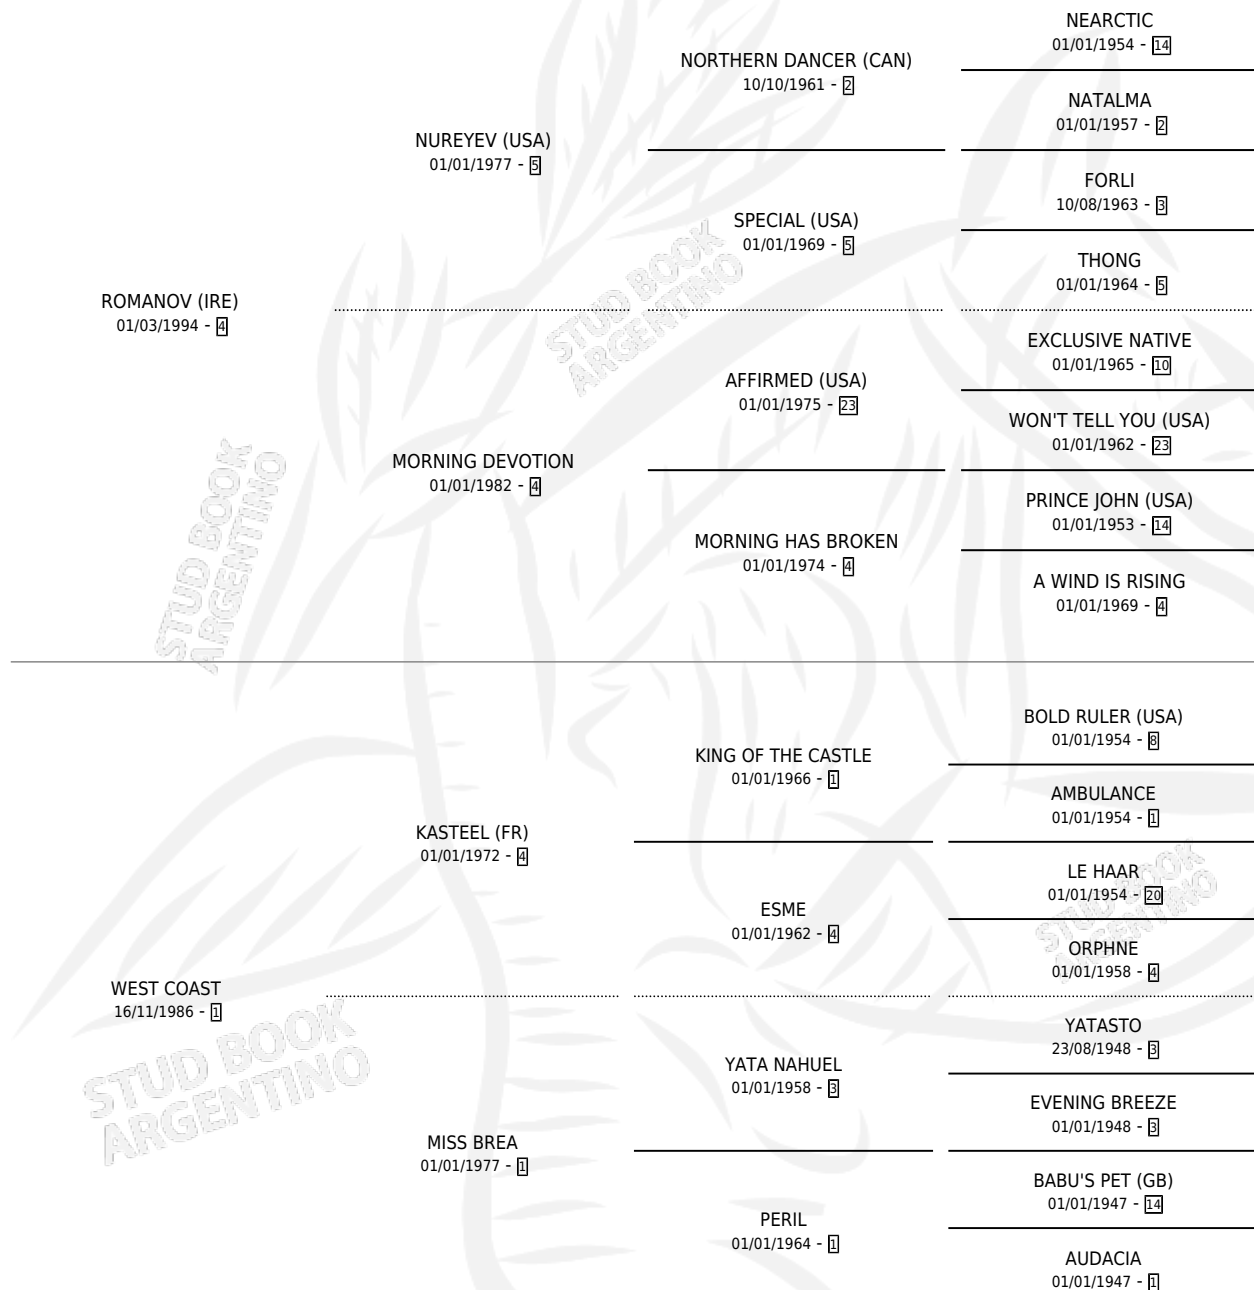 NEARCTIC
01/01/1954 - 14
NORTHERN DANCER (CAN)
10/10/1961 - 2
NATALMA
01/01/1957 - 2
NUREYEV (USA)
01/01/1977 - 5
FORLI
10/08/1963 - 3
SPECIAL (USA)
01/01/1969 - 5
THONG
01/01/1964 - 5
ROMANOV (IRE)
01/03/1994 - 4
STUD BOOK
ARGENTINO
EXCLUSIVE NATIVE
01/01/1965 - 10
AFFIRMED (USA)
01/01/1975 - 23
WON'T TELL YOU (USA)
01/01/1962 - 23
MORNING DEVOTION
01/01/1982 - 4
PRINCE JOHN (USA)
01/01/1953 - 14
MORNING HAS BROKEN
01/01/1974 - 4
A WIND IS RISING
01/01/1969 - 4
STUD BOOK
ARGENTINO
BOLD RULER (USA)
01/01/1954 - 8
KING OF THE CASTLE
01/01/1966 - 1
AMBULANCE
01/01/1954 - 1
KASTEEL (FR)
01/01/1972 - 4
LE HAAR
01/01/1954 - 20
ESME
01/01/1962 - 4
ORPHNE
01/01/1958 - 4
STUD BOOK
ARGENTINO
WEST COAST
16/11/1986 - 1
YATASTO
23/08/1948 - 3
YATA NAHUEL
01/01/1958 - 3
EVENING BREEZE
01/01/1948 - 3
STUD BOOK
ARGENTINO
MISS BREA
01/01/1977 - 1
BABU'S PET (GB)
01/01/1947 - 14
PERIL
01/01/1964 - 1
AUDACIA
01/01/1947 - 1